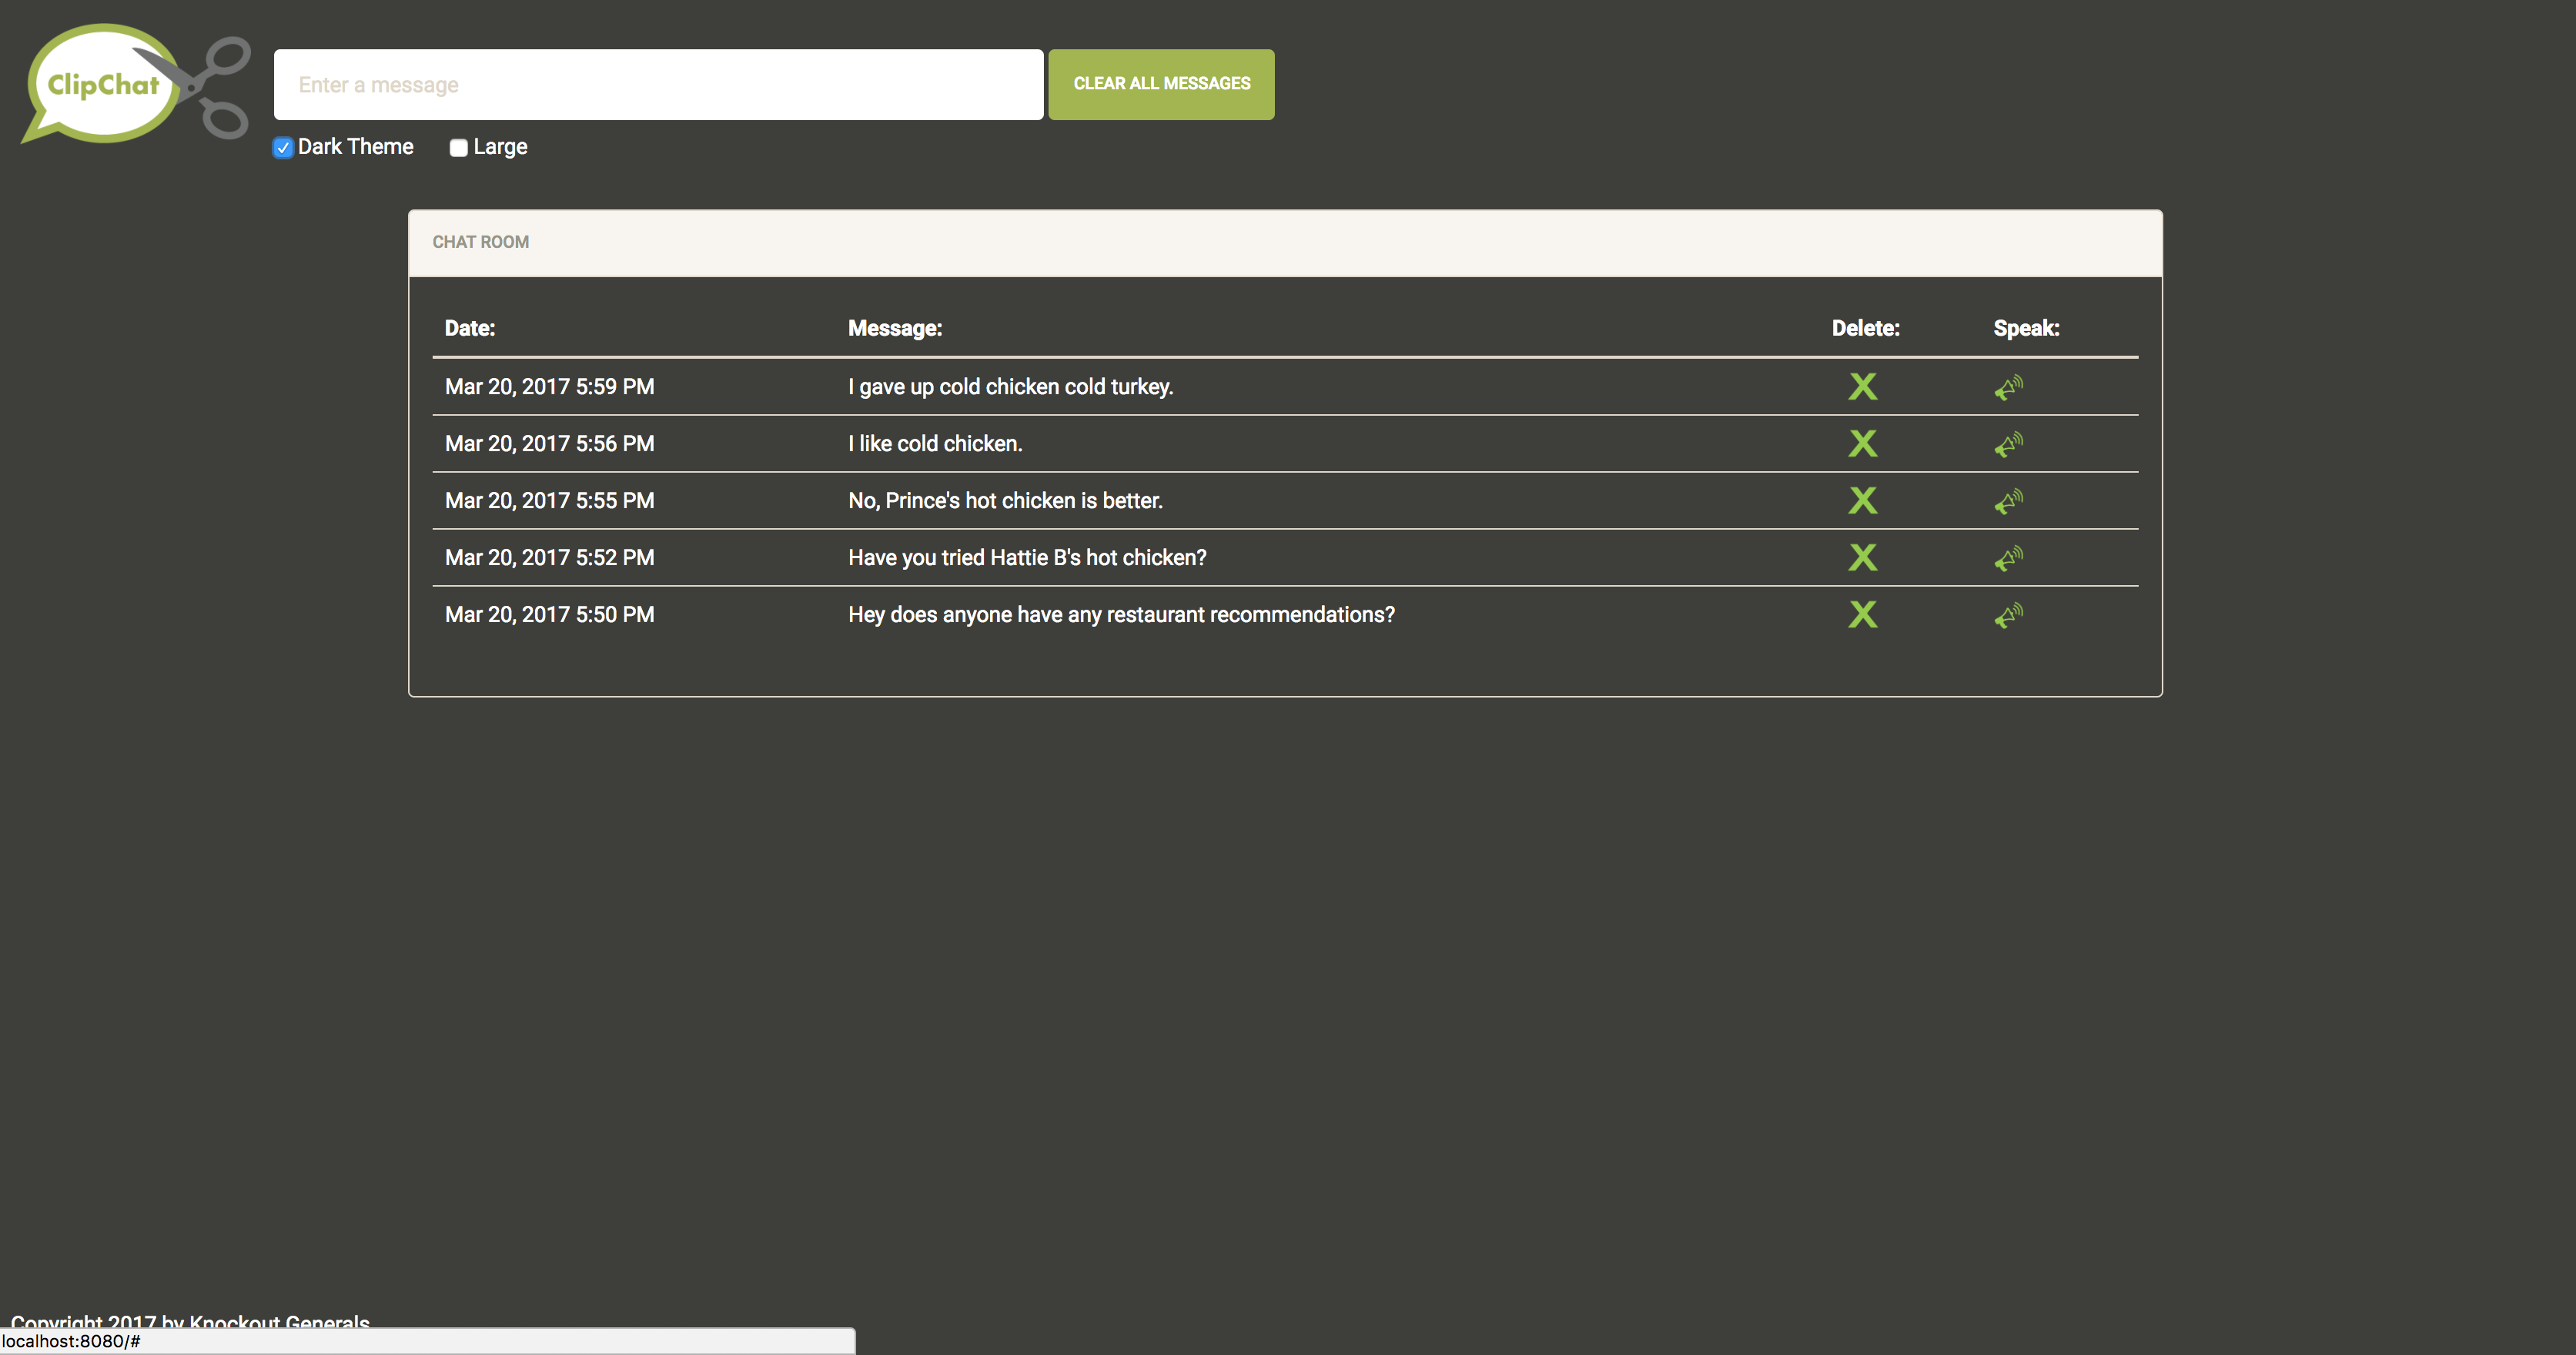 ClipChat
Enter a message
CLEAR ALL MESSAGES
Dark Theme Large
CHAT ROOM
Date: Message: Delete: Speak:
Mar 20, 2017 5:59 PM I gave up cold chicken cold turkey.
Mar 20, 2017 5:56 PM I like cold chicken.
Mar 20, 2017 5:55 PM No, Prince's hot chicken is better.
Mar 20, 2017 5:52 PM Have you tried Hattie B's hot chicken?
Mar 20, 2017 5:50 PM Hey does anyone have any restaurant recommendations?
Copyright 2017 by Knockout Generals
localhost:8080/#